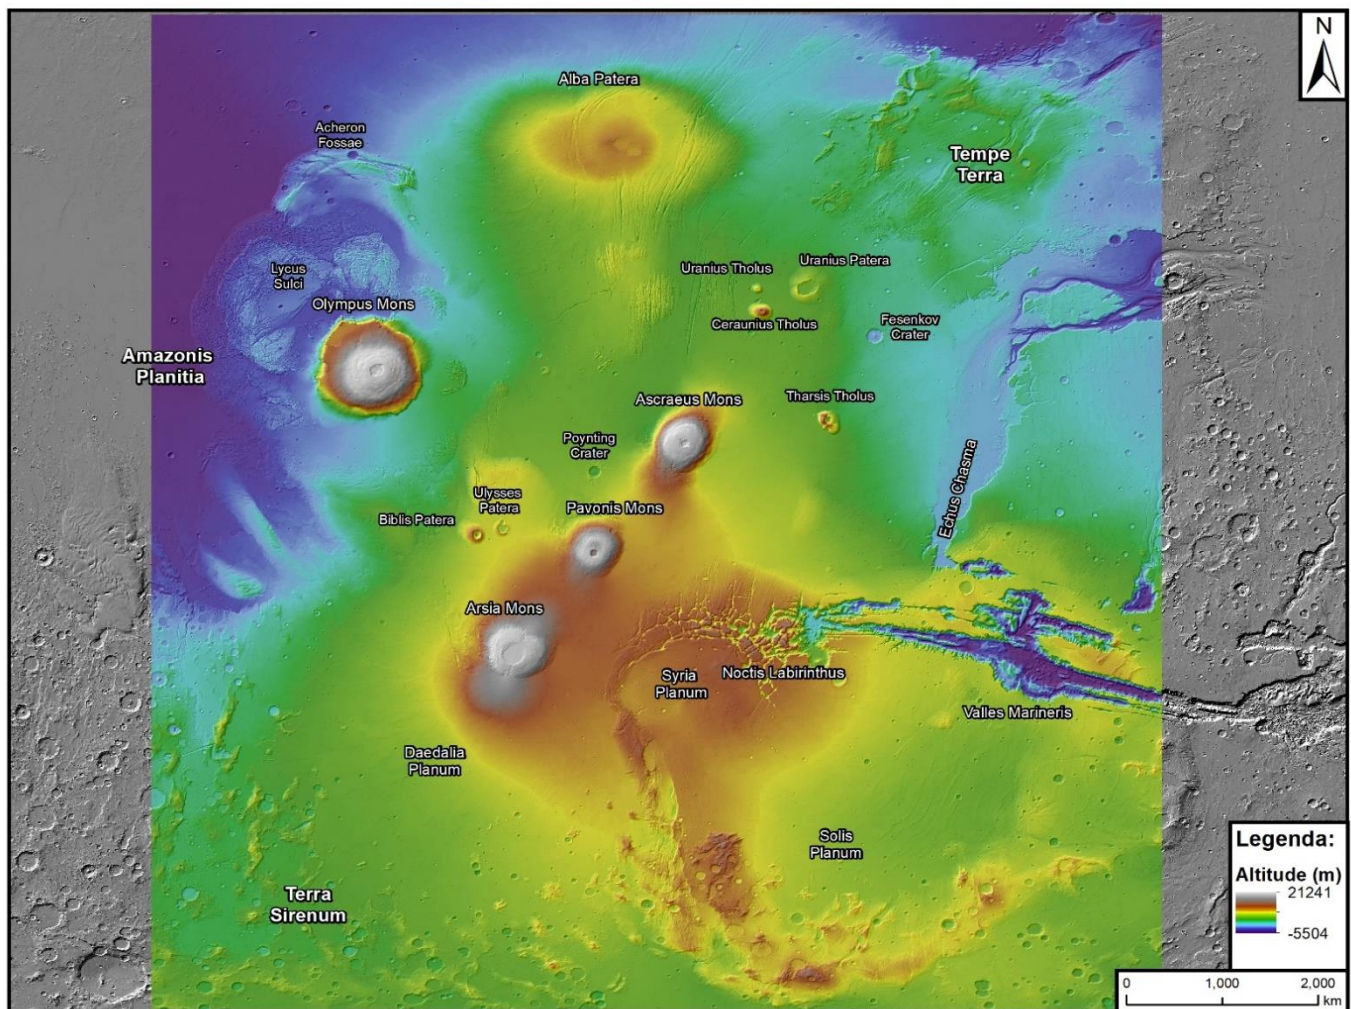 N
Alba Patera
Acheron
Fossae
Tempe
Terra
Lycus
Sulci
Olympus Mons
Uranius Tholus
Uranius Patera
Ceraunius Tholus
Fesenkov
Crater
Amazonis
Planitia
Ascraeus Mons
Tharsis Tholus
Poynting
Crater
Echus Chasma
Ulysses
Patera
Biblis Patera
Pavonis Mons
Arsia Mons
Syria
Planum
Noctis Labirinthus
Valles Marineris
Daedalia
Planum
Solis
Planum
Terra
Sirenum
Legenda:
Altitude (m)
21241
-5504
0 1,000 2,000
km